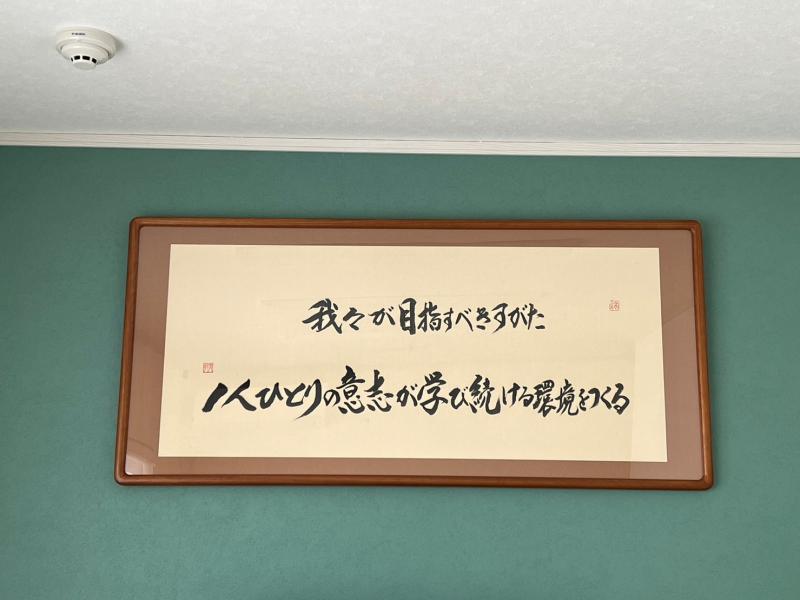 我々が目指すべきすがた
1人ひとりの意志が学び続ける環境をつくる